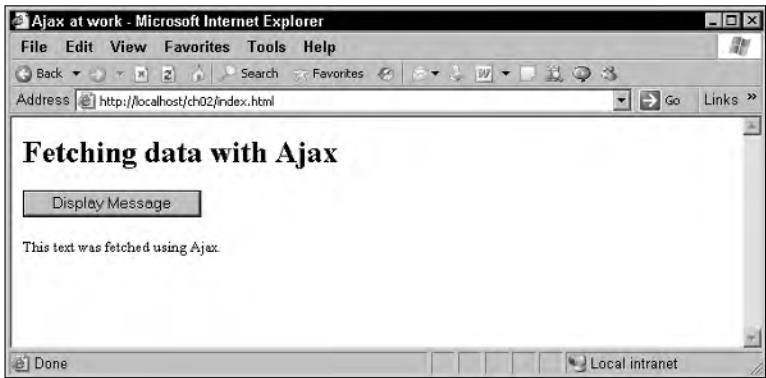 Ajax at work - Microsoft Internet Explorer
File Edit View Favorites Tools Help
Back Search Favorites
Address http://localhost/ch02/index.html Go Links »
Fetching data with Ajax
Display Message
This text was fetched using Ajax.
Done Local intranet